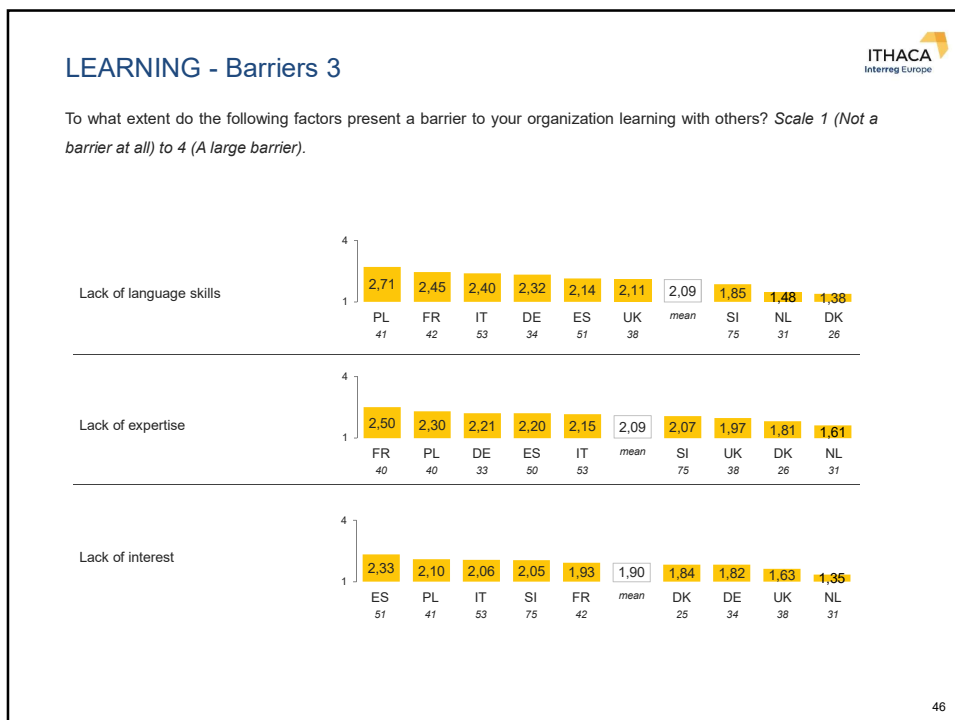 ITHACA
Interreg Europe
LEARNING - Barriers 3
To what extent do the following factors present a barrier to your organization learning with others? Scale 1 (Not a
barrier at all) to 4 (A large barrier).
Lack of language skills
4
1
2,71 2,45 2,40 2,32 2,14 2,11 2,09 1,85 1,48 1,38
PL FR IT DE ES UK mean SI NL DK
41 42 53 34 51 38 75 31 26
Lack of expertise
4
1
2,50 2,30 2,21 2,20 2,15 2,09 2,07 1,97 1,81 1,61
FR PL DE ES IT mean SI UK DK NL
40 40 33 50 53 75 38 26 31
Lack of interest
4
1
2,33 2,10 2,06 2,05 1,93 1,90 1,84 1,82 1,63 1,35
ES PL IT SI FR mean DK DE UK NL
51 41 53 75 42 25 34 38 31
46